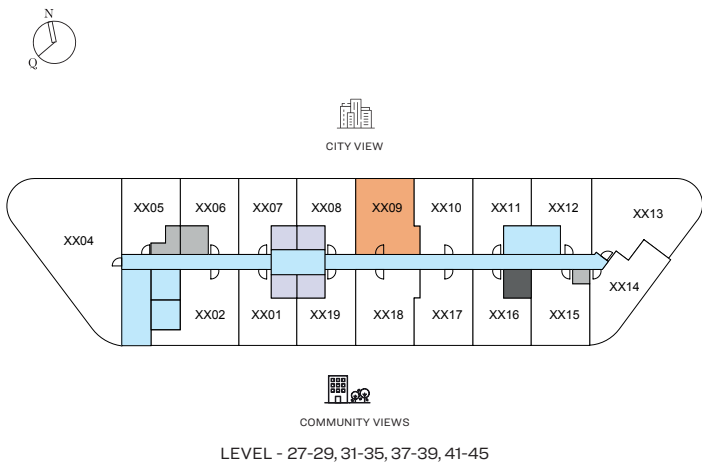 N
Q
CITY VIEW
XX04
XX05
XX06
XX07
XX08
XX09
XX10
XX11
XX12
XX13
XX14
XX02
XX01
XX19
XX18
XX17
XX16
XX15
COMMUNITY VIEWS
LEVEL - 27-29, 31-35, 37-39, 41-45